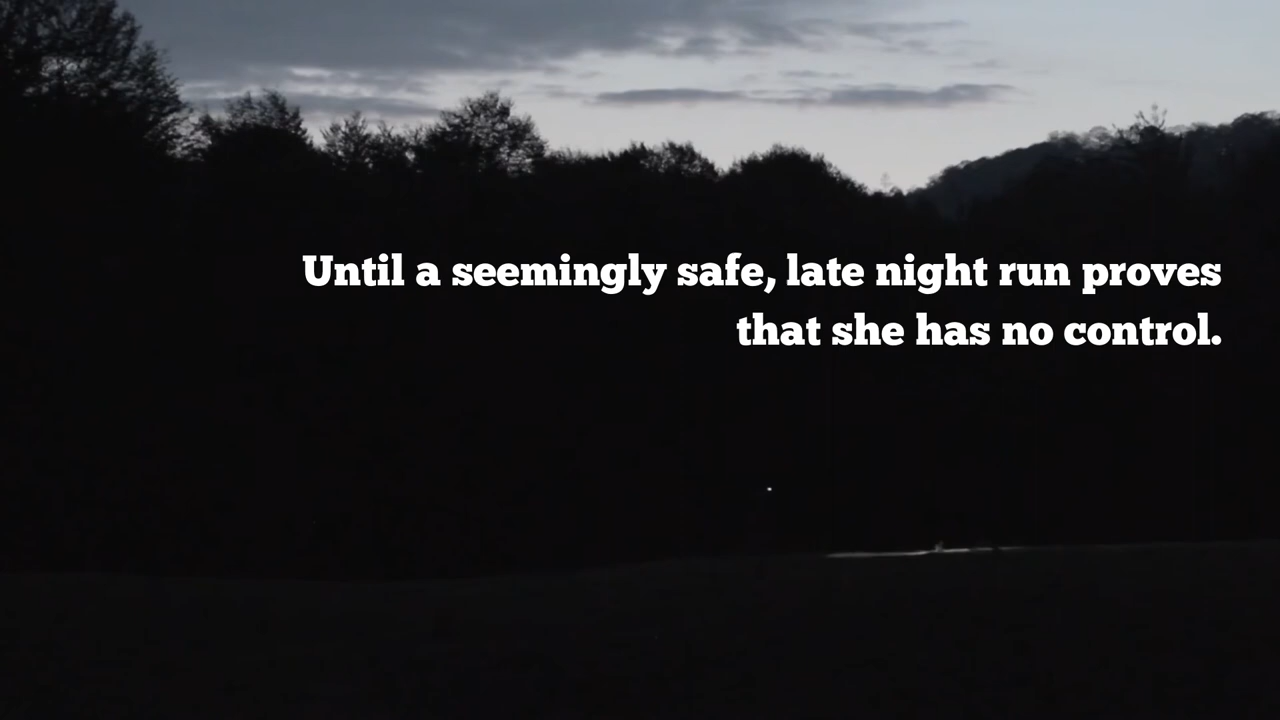 Until a seemingly safe, late night run proves
that she has no control.